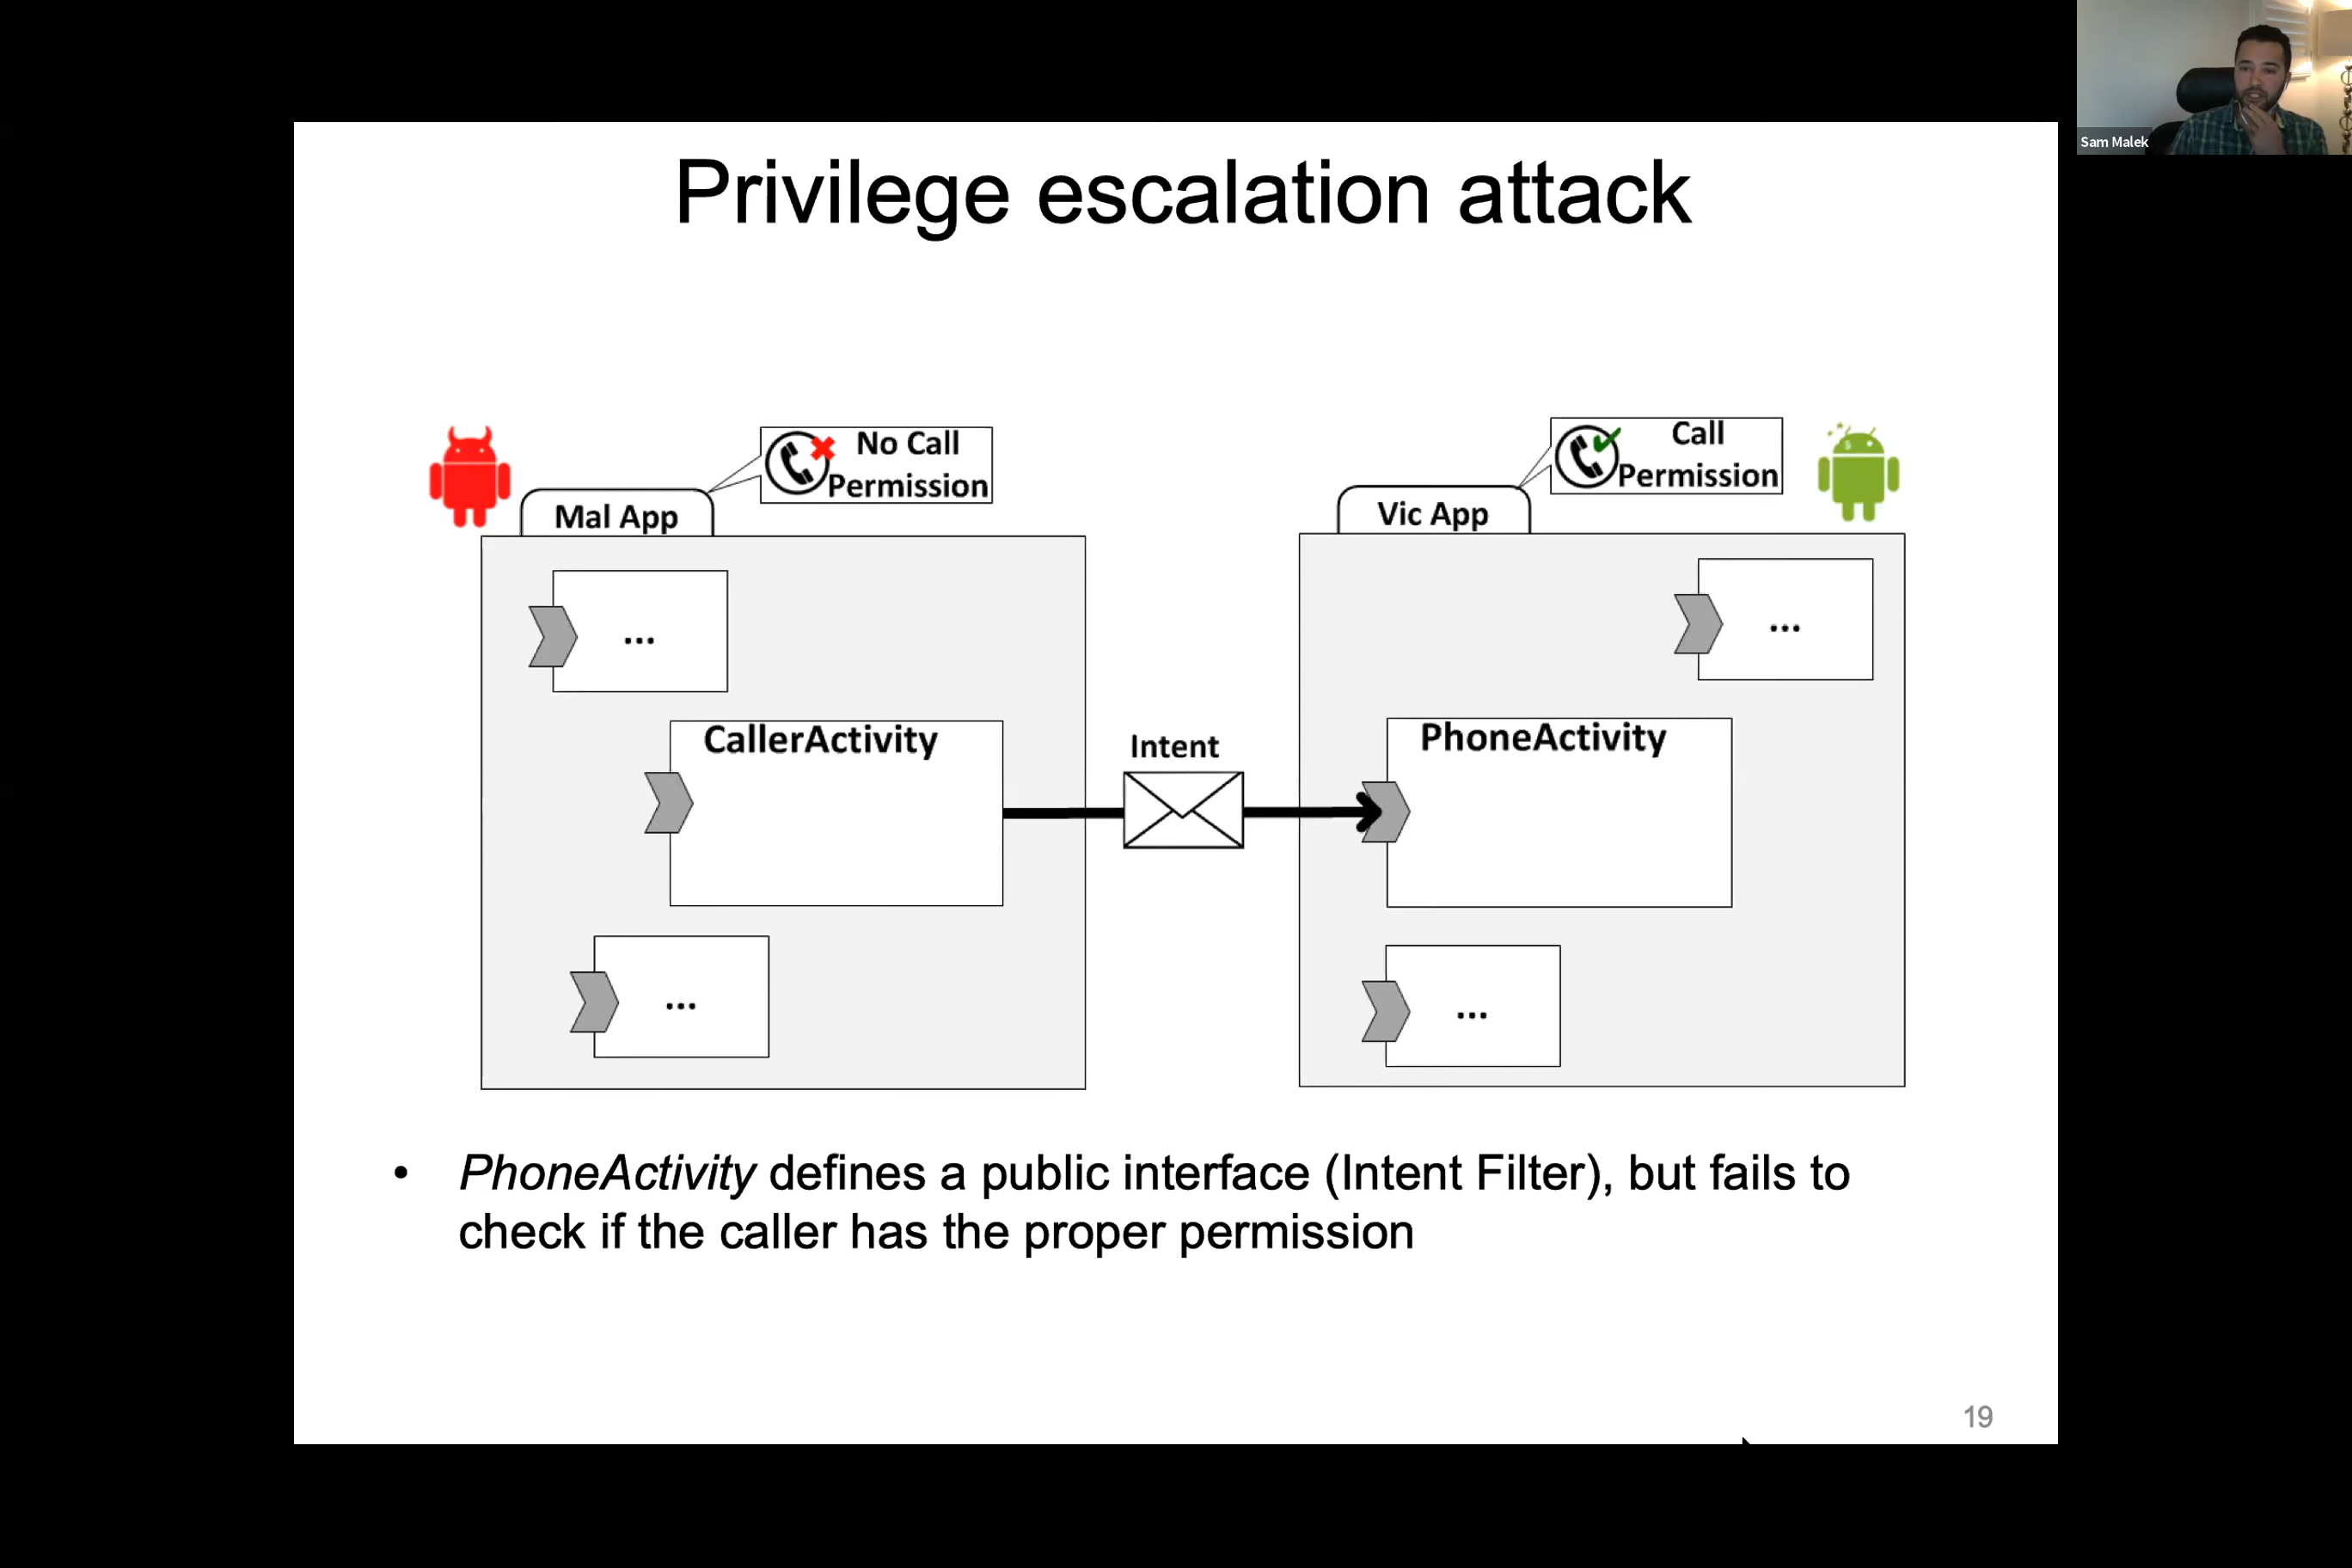 Sam Malek
Privilege escalation attack
No Call
Permission
Call
Permission
Mal App
Vic App
...
...
CallerActivity
Intent
PhoneActivity
...
...
• PhoneActivity defines a public interface (Intent Filter), but fails to
check if the caller has the proper permission
19